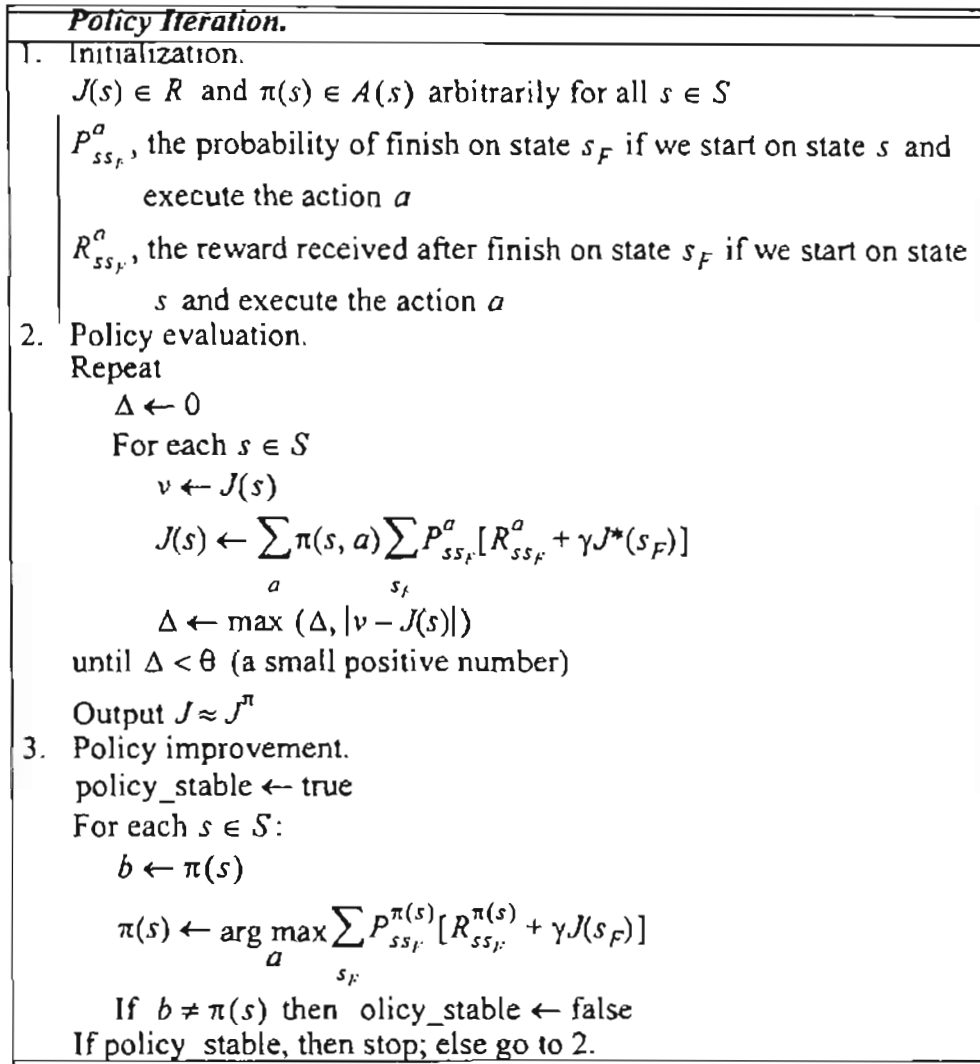 Policy Iteration.
1. Initialization.
J(s) ∈ R and π(s) ∈ A(s) arbitrarily for all s ∈ S
P^a_{ss_F}, the probability of finish on state s_F if we start on state s and
execute the action a
R^a_{ss_F}, the reward received after finish on state s_F if we start on state
s and execute the action a
2. Policy evaluation.
Repeat
Δ ← 0
For each s ∈ S
v ← J(s)
J(s) ← ∑_a π(s, a) ∑_{s_F} P^a_{ss_F} [R^a_{ss_F} + γJ*(s_F)]
Δ ← max (Δ, |v – J(s)|)
until Δ < θ (a small positive number)
Output J ≈ J^π
3. Policy improvement.
policy_stable ← true
For each s ∈ S:
b ← π(s)
π(s) ← arg max_a ∑_{s_F} P^{π(s)}_{ss_F} [R^{π(s)}_{ss_F} + γJ(s_F)]
If b ≠ π(s) then olicy_stable ← false
If policy_stable, then stop; else go to 2.